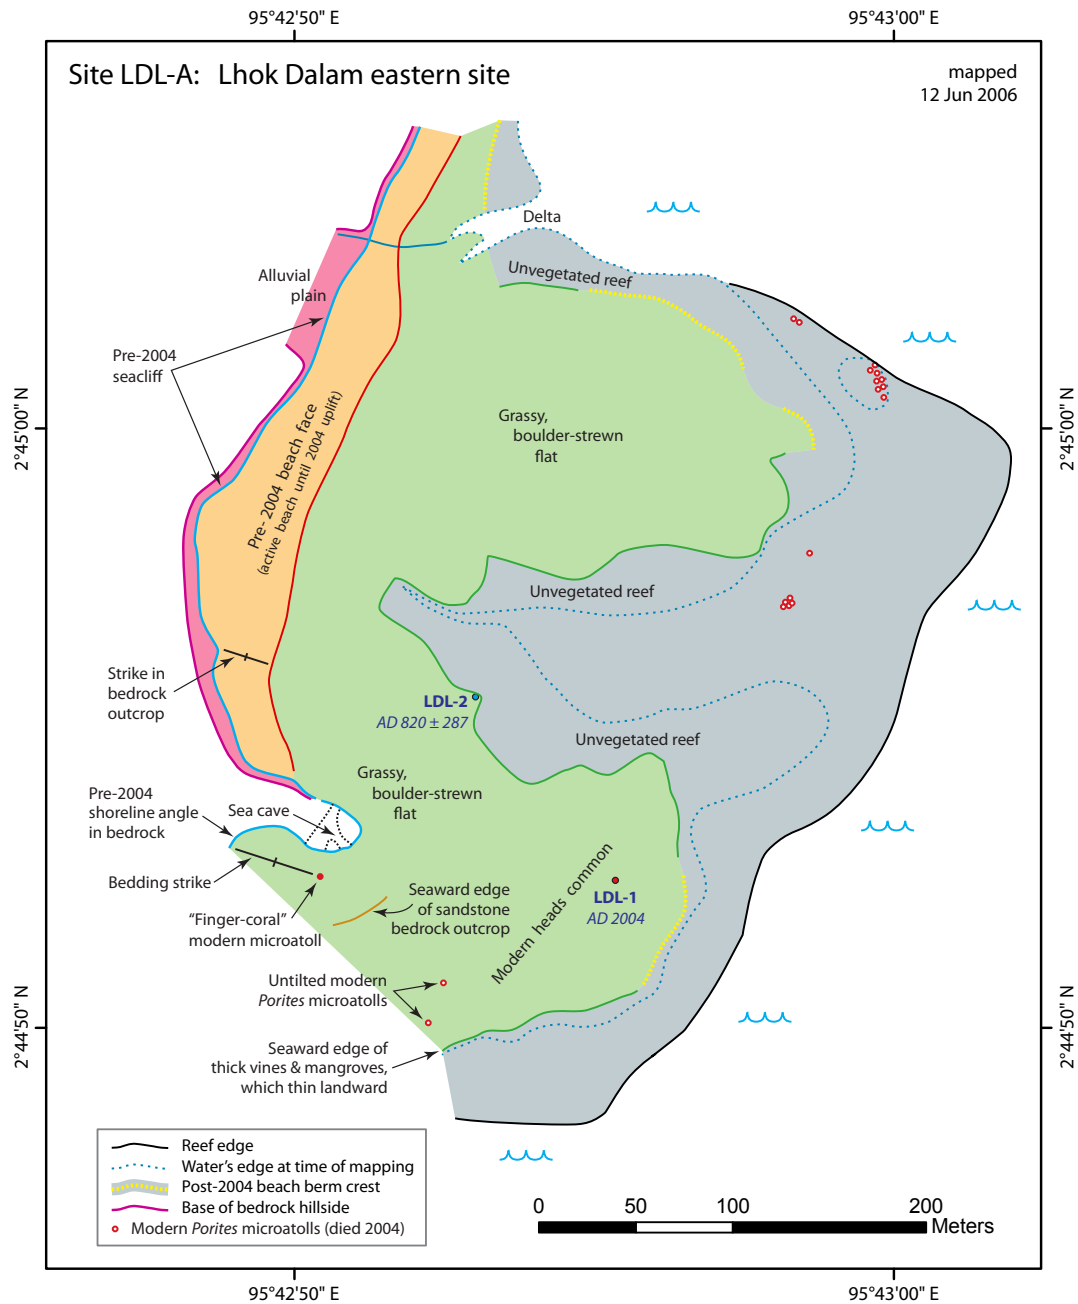 95°42'50" E
95°43'00" E
Site LDL-A: Lhok Dalam eastern site
mapped
12 Jun 2006
Delta
Unvegetated reef
Alluvial
plain
Pre-2004
seacliff
2°45'00" N
2°45'00" N
Grassy,
boulder-strewn
flat
Pre-2004 beach face
(active beach until 2004 uplift)
Unvegetated reef
Strike in
bedrock
outcrop
LDL-2
AD 820 ± 287
Unvegetated reef
Grassy,
boulder-strewn
flat
Pre-2004
shoreline angle
in bedrock
Sea cave
Bedding strike
"Finger-coral"
modern microatoll
Seaward edge
of sandstone
bedrock outcrop
Modern heads common
LDL-1
AD 2004
Untilted modern
Porites microatolls
2°44'50" N
2°44'50" N
Seaward edge of
thick vines & mangroves,
which thin landward
Reef edge
Water's edge at time of mapping
Post-2004 beach berm crest
Base of bedrock hillside
Modern Porites microatolls (died 2004)
0 50 100 200
Meters
95°42'50" E
95°43'00" E